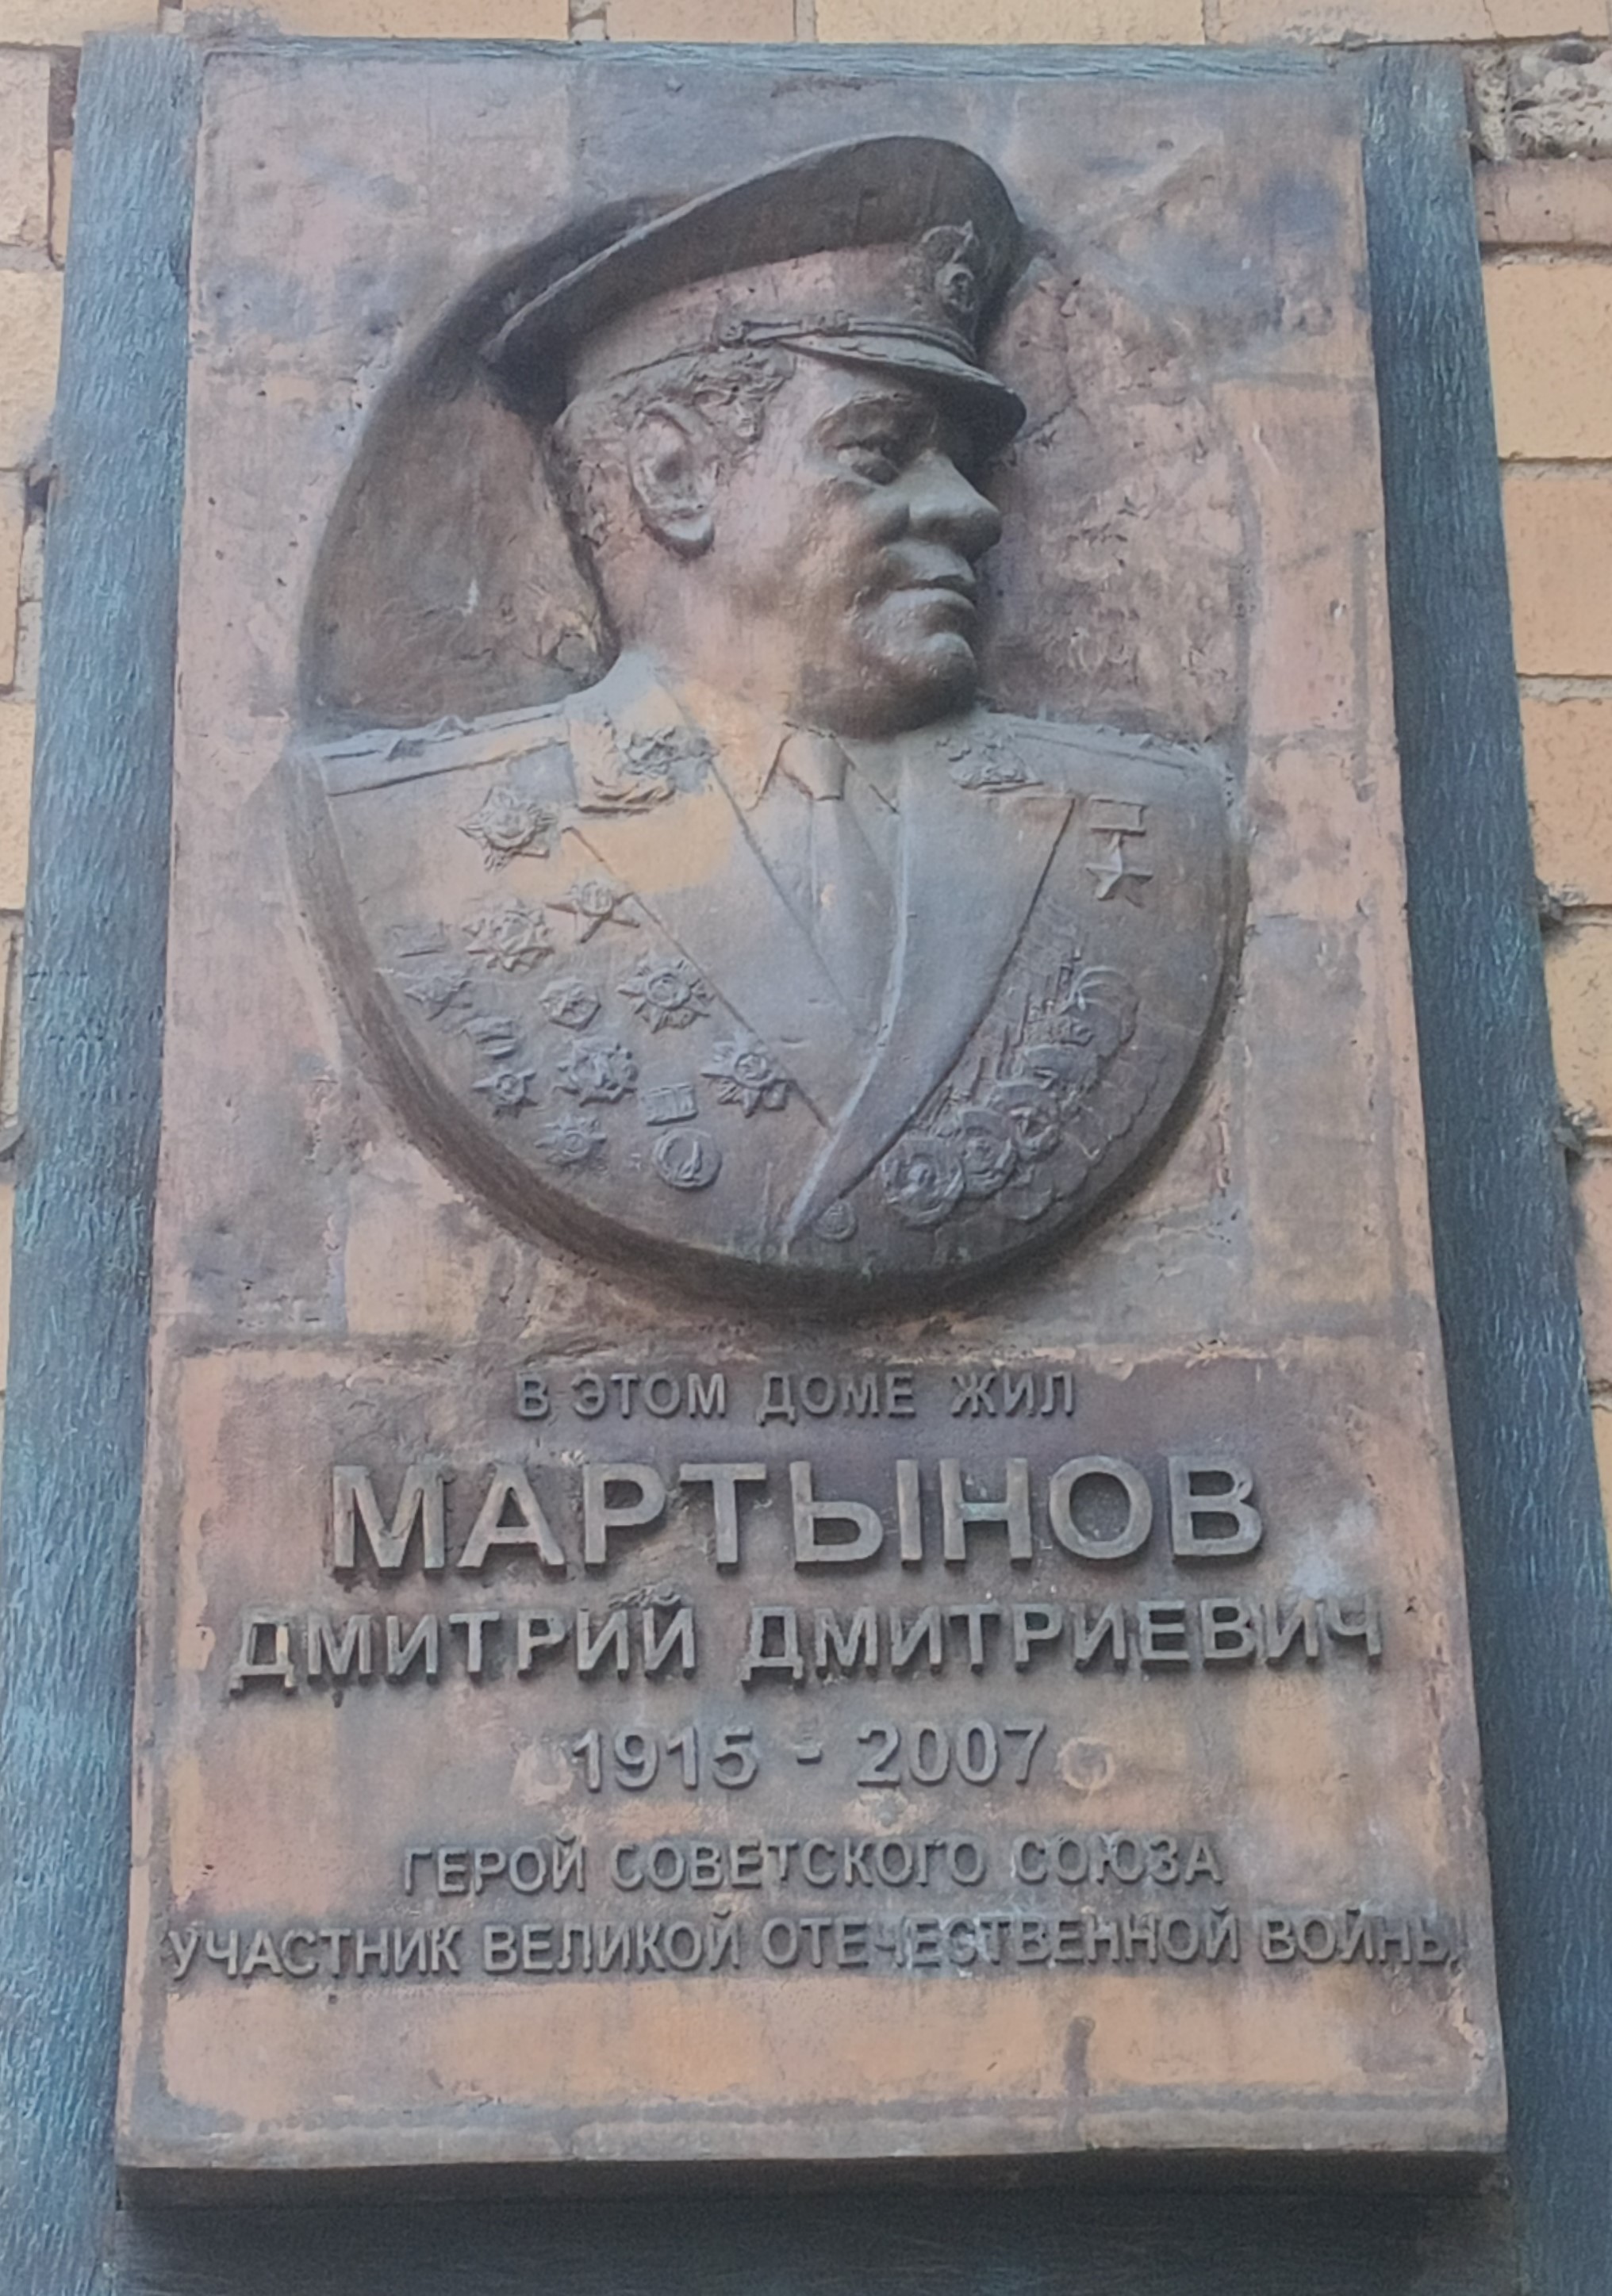 В ЭТОМ ДОМЕ ЖИЛ
МАРТЫНОВ
ДМИТРИЙ ДМИТРИЕВИЧ
1915 - 2007
ГЕРОЙ СОВЕТСКОГО СОЮЗА
УЧАСТНИК ВЕЛИКОЙ ОТЕЧЕСТВЕННОЙ ВОЙНЫ